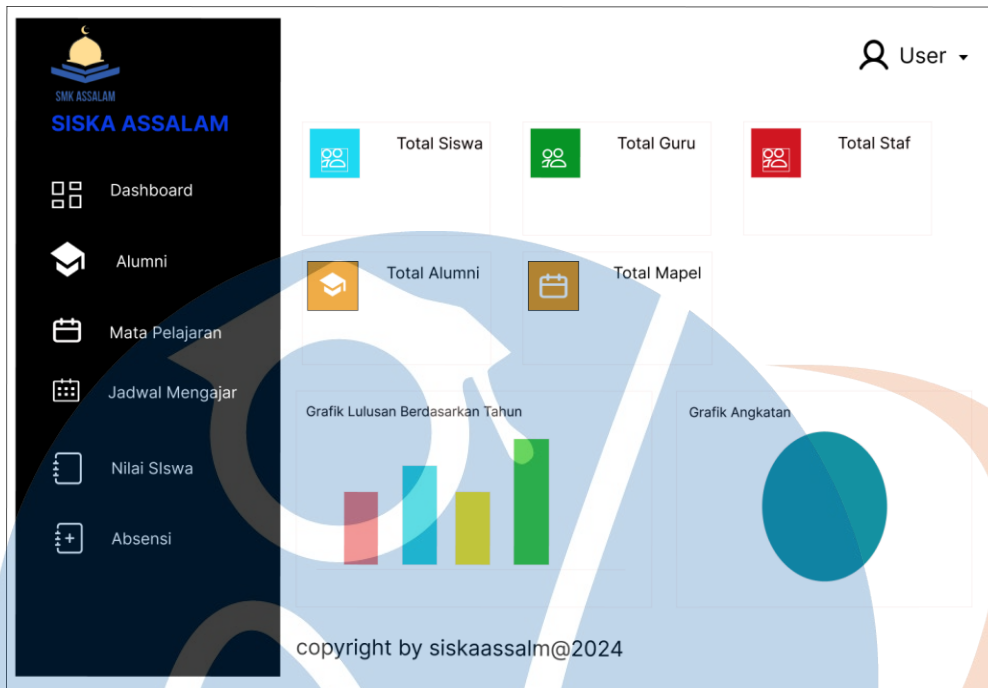 SMK ASSALAM
SISKA ASSALAM
Dashboard
Alumni
Mata Pelajaran
Jadwal Mengajar
Nilai SIswa
Absensi
User
Total Siswa
Total Guru
Total Staf
Total Alumni
Total Mapel
Grafik Lulusan Berdasarkan Tahun
Grafik Angkatan
copyright by siskaassalm@2024